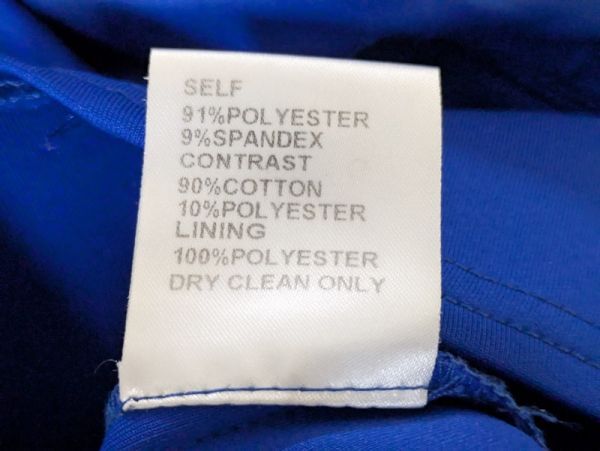 SELF
91%POLYESTER
9%SPANDEX
CONTRAST
90%COTTON
10%POLYESTER
LINING
100%POLYESTER
DRY CLEAN ONLY